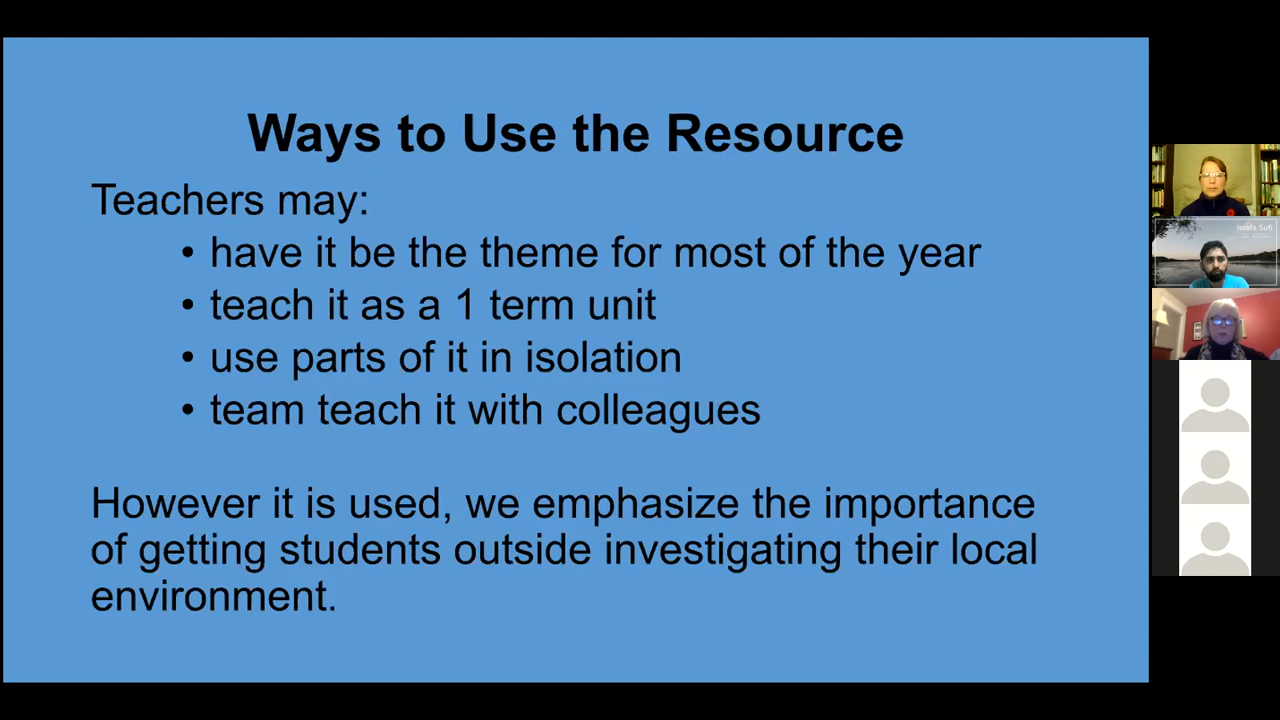 Ways to Use the Resource
Teachers may:
• have it be the theme for most of the year
• teach it as a 1 term unit
• use parts of it in isolation
• team teach it with colleagues
However it is used, we emphasize the importance
of getting students outside investigating their local
environment.
Istafa Sufi